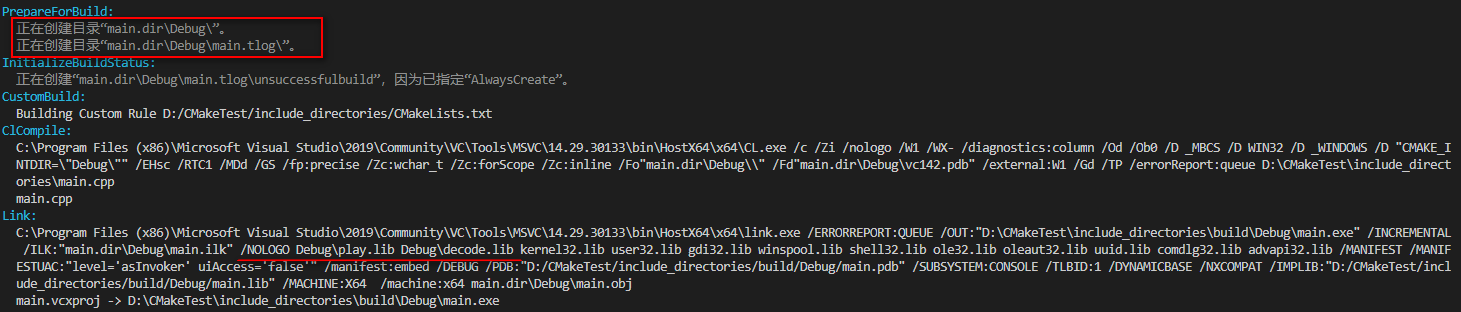 PrepareForBuild:
正在创建目录“main.dir\Debug\”。
正在创建目录“main.dir\Debug\main.tlog\”。
InitializeBuildStatus:
正在创建“main.dir\Debug\main.tlog\unsuccessfulbuild”，因为已指定“AlwaysCreate”。
CustomBuild:
Building Custom Rule D:/CMakeTest/include_directories/CMakeLists.txt
ClCompile:
C:\Program Files (x86)\Microsoft Visual Studio\2019\Community\VC\Tools\MSVC\14.29.30133\bin\HostX64\x64\CL.exe /c /Zi /nologo /W1 /WX- /diagnostics:column /Od /Ob0 /D _MBCS /D WIN32 /D _WINDOWS /D "CMAKE_I
NTDIR=\"Debug\"" /EHsc /RTC1 /MDd /GS /fp:precise /Zc:wchar_t /Zc:forScope /Zc:inline /Fo"main.dir\Debug\\" /Fd"main.dir\Debug\vc142.pdb" /external:W1 /Gd /TP /errorReport:queue D:\CMakeTest\include_direct
ories\main.cpp
main.cpp
Link:
C:\Program Files (x86)\Microsoft Visual Studio\2019\Community\VC\Tools\MSVC\14.29.30133\bin\HostX64\x64\link.exe /ERRORREPORT:QUEUE /OUT:"D:\CMakeTest\include_directories\build\Debug\main.exe" /INCREMENTAL
/ILK:"main.dir\Debug\main.ilk" /NOLOGO Debug\play.lib Debug\decode.lib kernel32.lib user32.lib gdi32.lib winspool.lib shell32.lib ole32.lib oleaut32.lib uuid.lib comdlg32.lib advapi32.lib /MANIFEST /MANIF
ESTUAC:"level='asInvoker' uiAccess='false'" /manifest:embed /DEBUG /PDB:"D:/CMakeTest/include_directories/build/Debug/main.pdb" /SUBSYSTEM:CONSOLE /TLBID:1 /DYNAMICBASE /NXCOMPAT /IMPLIB:"D:/CMakeTest/incl
ude_directories/build/Debug/main.lib" /MACHINE:X64  /machine:x64 main.dir\Debug\main.obj
main.vcxproj -> D:\CMakeTest\include_directories\build\Debug\main.exe